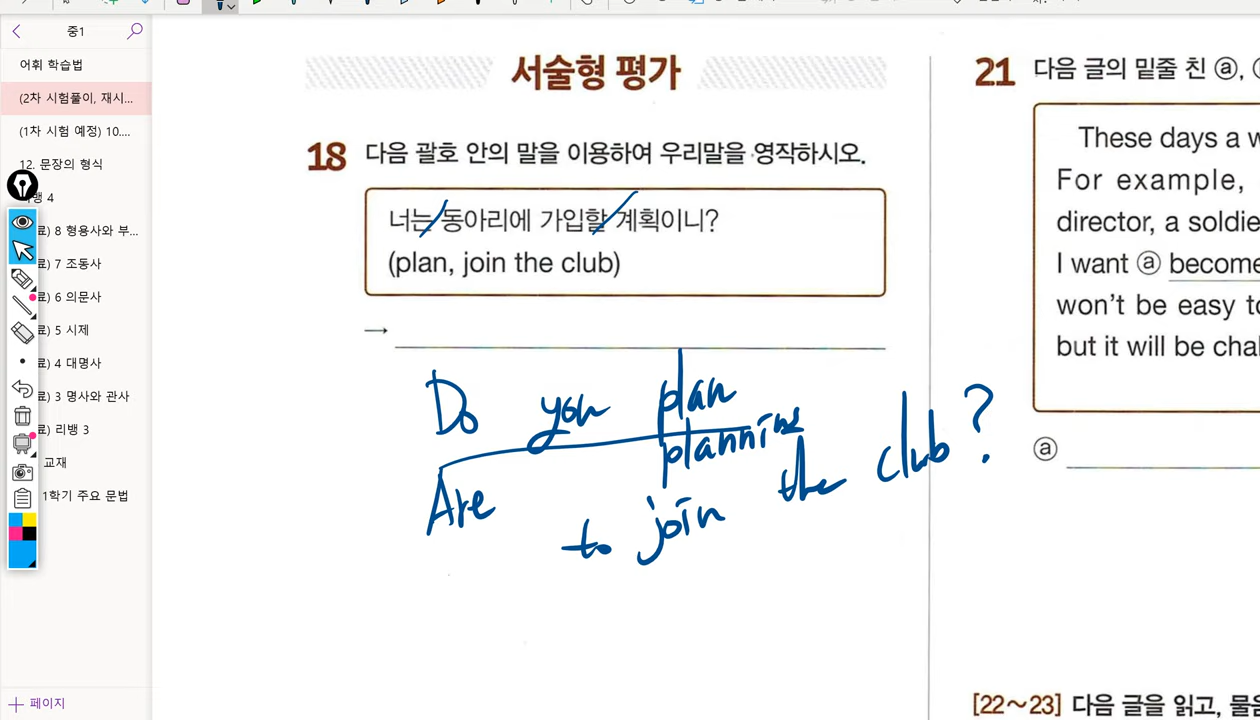 중1
어휘 학습법
(2차 시험풀이, 재시...
(1차 시험 예정) 10....
12. 문장의 형식
뱅 4
료) 8 형용사와 부...
료) 7 조동사
료) 6 의문사
료) 5 시제
료) 4 대명사
료) 3 명사와 관사
료) 리뱅 3
교재
1학기 주요 문법
페이지
서술형 평가
18 다음 괄호 안의 말을 이용하여 우리말을 영작하시오.
너는 동아리에 가입할 계획이니?
(plan, join the club)
→
Do you plan
planning
Are
to join the club?
21 다음 글의 밑줄 친 ⓐ,
These days a w
For example,
director, a soldie
I want ⓐ become
won't be easy to
but it will be chal
ⓐ
[22~23] 다음 글을 읽고, 물음